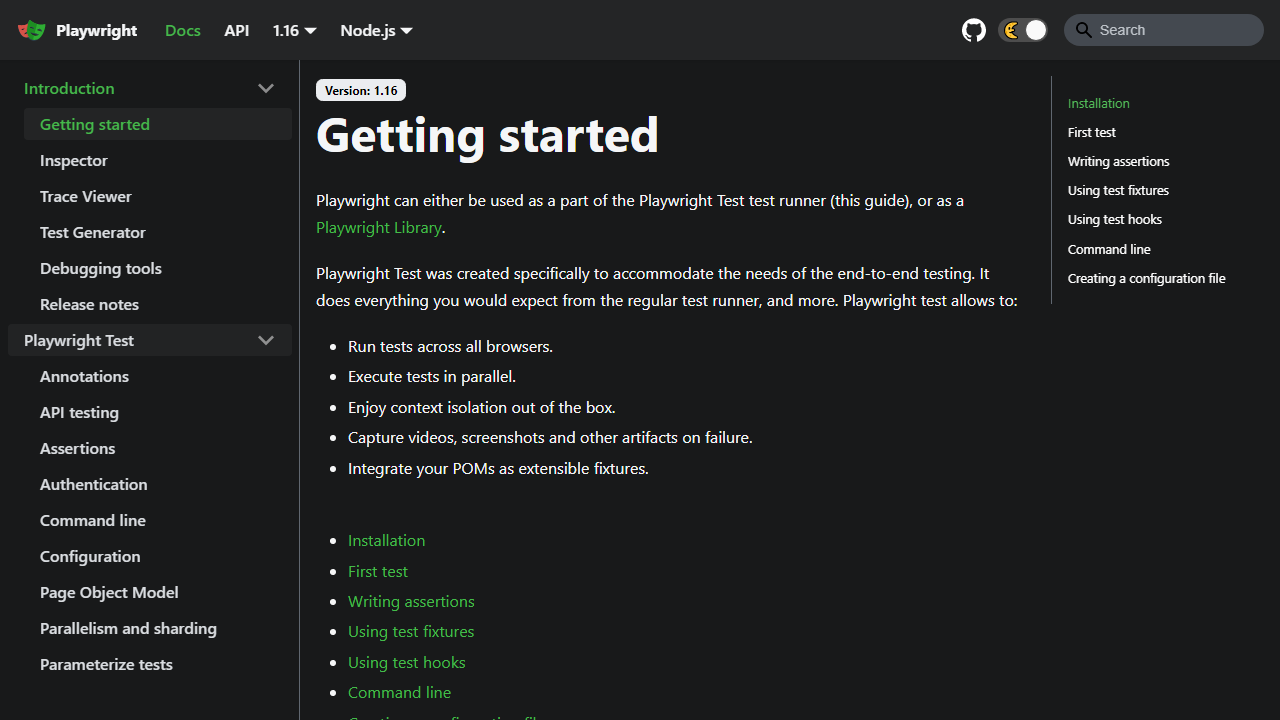 Playwright Docs API 1.16 Node.js Search
Introduction
Getting started
Inspector
Trace Viewer
Test Generator
Debugging tools
Release notes
Playwright Test
Annotations
API testing
Assertions
Authentication
Command line
Configuration
Page Object Model
Parallelism and sharding
Parameterize tests
Version: 1.16
Getting started
Playwright can either be used as a part of the Playwright Test test runner (this guide), or as a
Playwright Library.
Playwright Test was created specifically to accommodate the needs of the end-to-end testing. It
does everything you would expect from the regular test runner, and more. Playwright test allows to:
Run tests across all browsers.
Execute tests in parallel.
Enjoy context isolation out of the box.
Capture videos, screenshots and other artifacts on failure.
Integrate your POMs as extensible fixtures.
Installation
First test
Writing assertions
Using test fixtures
Using test hooks
Command line
Installation
First test
Writing assertions
Using test fixtures
Using test hooks
Command line
Creating a configuration file